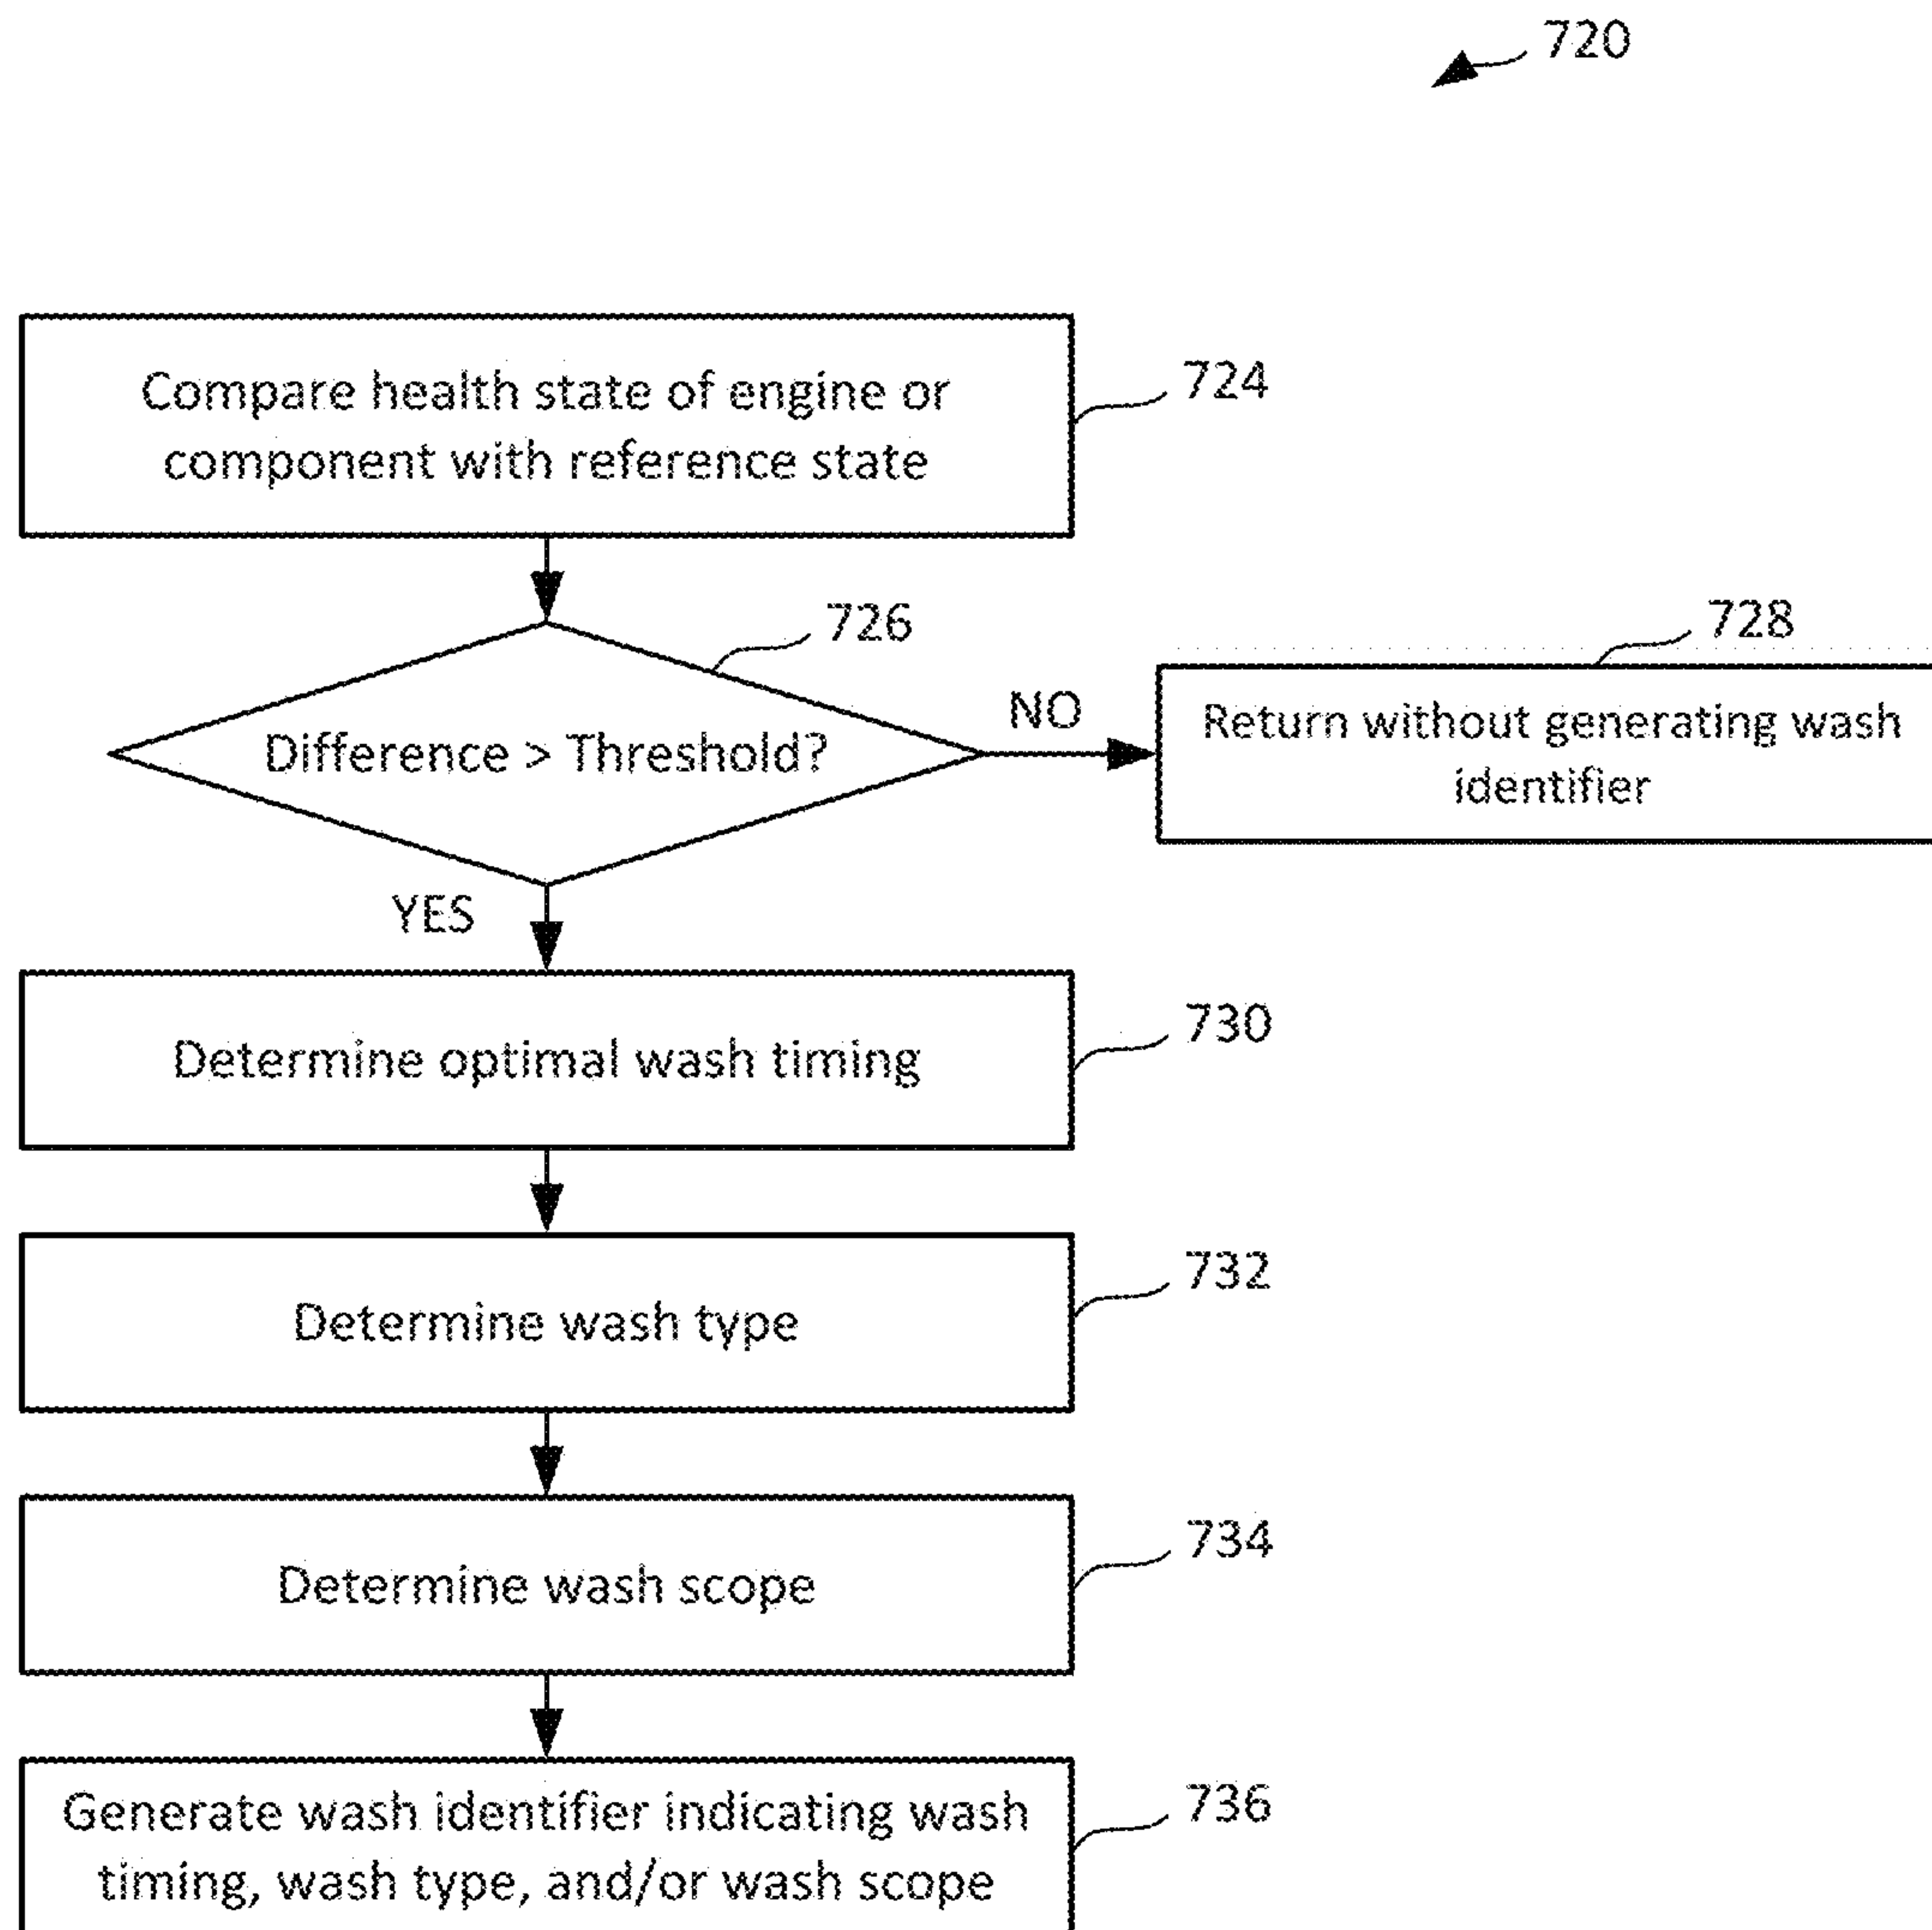 720
Compare health state of engine or
component with reference state
724
726
Difference > Threshold?
NO
728
Return without generating wash
identifier
YES
Determine optimal wash timing
730
Determine wash type
732
Determine wash scope
734
Generate wash identifier indicating wash
timing, wash type, and/or wash scope
736